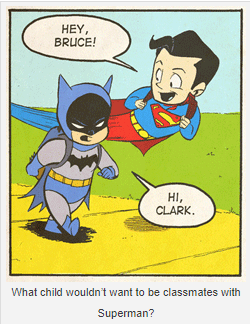 HEY,
BRUCE!
HI,
CLARK.
What child wouldn't want to be classmates with
Superman?